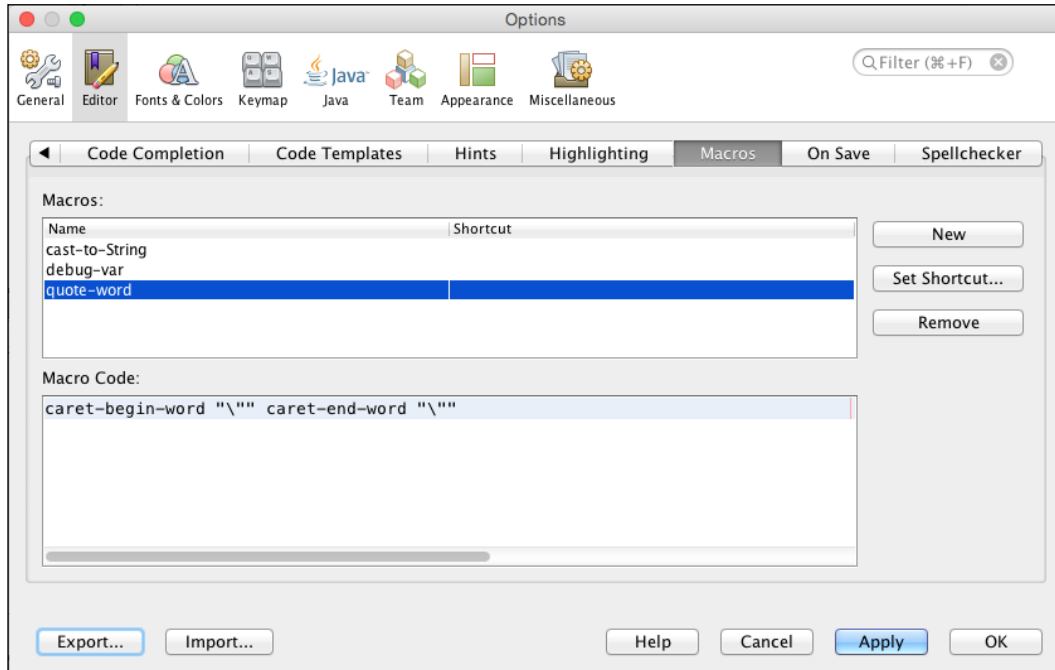 Options
Filter (⌘+F)
General Editor Fonts & Colors Keymap Java Team Appearance Miscellaneous
Code Completion Code Templates Hints Highlighting Macros On Save Spellchecker
Macros:
Name Shortcut
cast-to-String
debug-var
quote-word
New
Set Shortcut...
Remove
Macro Code:
caret-begin-word "\"" caret-end-word "\""
Export... Import... Help Cancel Apply OK